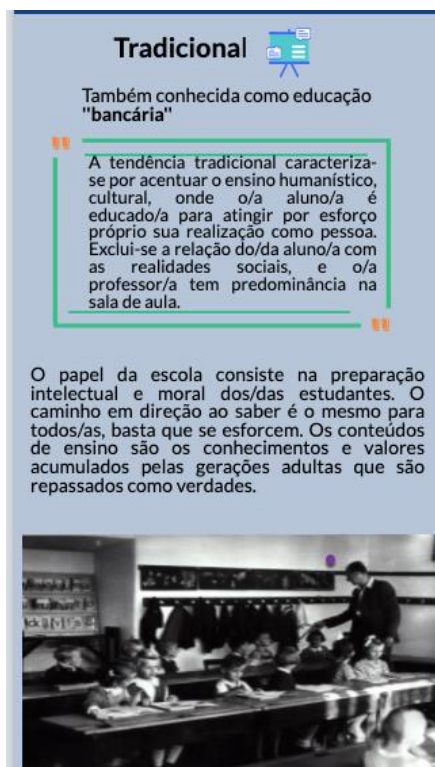 Tradicional
Também conhecida como educação
"bancária"
A tendência tradicional caracteriza-
se por acentuar o ensino humanístico,
cultural, onde o/a aluno/a é
educado/a para atingir por esforço
próprio sua realização como pessoa.
Exclui-se a relação do/da aluno/a com
as realidades sociais, e o/a
professor/a tem predominância na
sala de aula.
O papel da escola consiste na preparação
intelectual e moral dos/das estudantes. O
caminho em direção ao saber é o mesmo para
todos/as, basta que se esforcem. Os conteúdos
de ensino são os conhecimentos e valores
acumulados pelas gerações adultas que são
repassados como verdades.